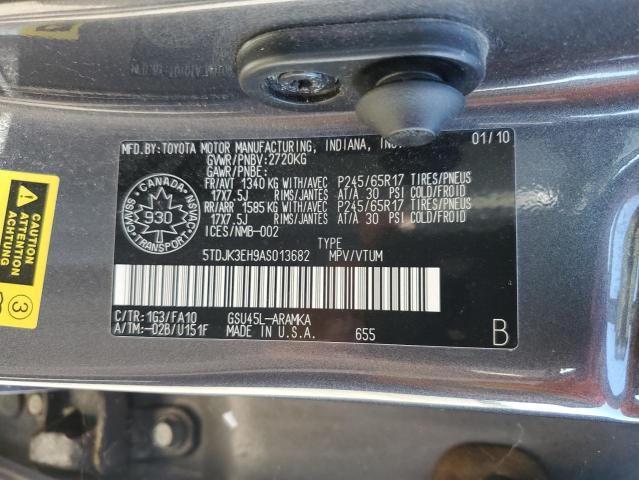 MFD.BY:TOYOTA MOTOR MANUFACTURING, INDIANA, INC. 01/10
GVWR/PNBV:2720KG
GAWR/PNBE:
FR/AVT 1340 KG WITH/AVEC P245/65R17 TIRES/PNEUS
17X7.5J RIMS/JANTES AT/A 30 PSI COLD/FROID
RR/ARR 1585 KG WITH/AVEC P245/65R17 TIRES/PNEUS
17X7.5J RIMS/JANTES AT/A 30 PSI COLD/FROID
ICES/NMB-002
TYPE
5TDJK3EH9AS013682 MPV/VTUM
C/TR:1G3/FA10 GSU45L-ARAMKA
A/TM:-02B/U151F MADE IN U.S.A. 655 B
CANADA
CMVSS 930 NSVAC
TRANSPORT
CAUTION
ATTENTION
ACHTUNG
3